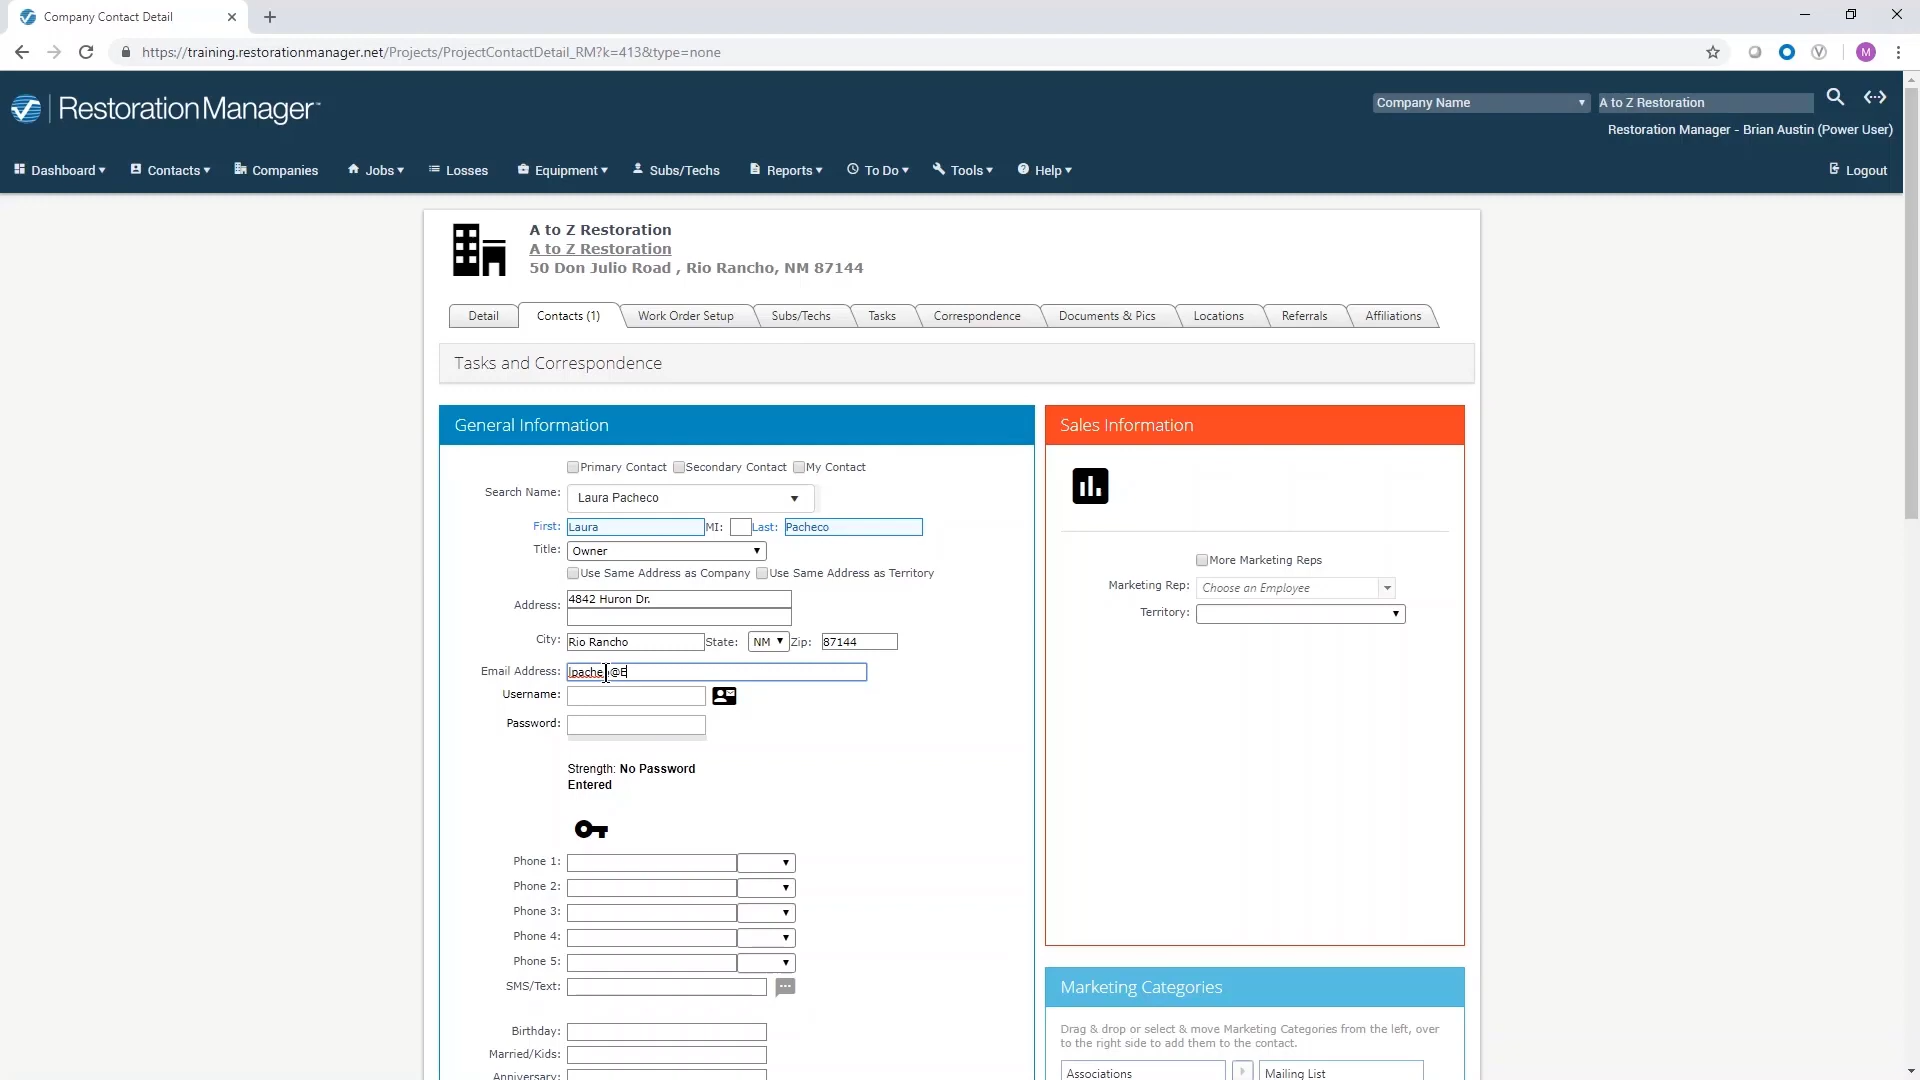 Company Contact Detail
https://training.restorationmanager.net/Projects/ProjectContactDetail_RM?k=413&type=none
M
RestorationManager™
Company Name
A to Z Restoration
Restoration Manager - Brian Austin (Power User)
Dashboard Contacts Companies Jobs Losses Equipment Subs/Techs Reports To Do Tools Help Logout
A to Z Restoration
A to Z Restoration
50 Don Julio Road , Rio Rancho, NM 87144
Detail Contacts (1) Work Order Setup Subs/Techs Tasks Correspondence Documents & Pics Locations Referrals Affiliations
Tasks and Correspondence
General Information
Primary Contact Secondary Contact My Contact
Search Name: Laura Pacheco
First: Laura MI: Last: Pacheco
Title: Owner
Use Same Address as Company Use Same Address as Territory
Address: 4842 Huron Dr.
City: Rio Rancho State: NM Zip: 87144
Email Address:
Username:
Password:
Strength: No Password
Entered
Phone 1:
Phone 2:
Phone 3:
Phone 4:
Phone 5:
SMS/Text:
Birthday:
Married/Kids:
Anniversary:
Sales Information
More Marketing Reps
Marketing Rep: Choose an Employee
Territory:
Marketing Categories
Drag & drop or select & move Marketing Categories from the left, over
to the right side to add them to the contact.
Associations
Mailing List